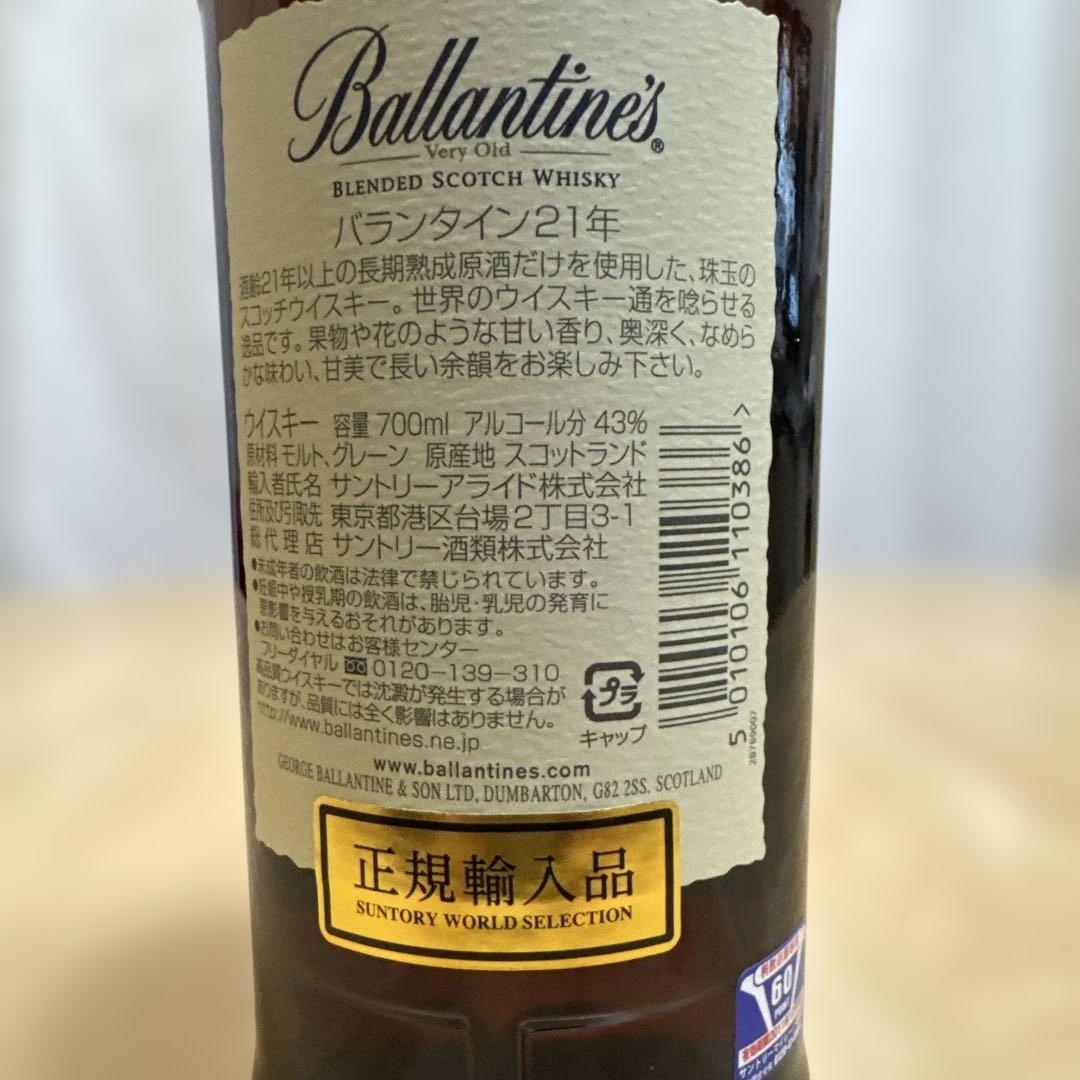 Ballantine's®
Very Old
BLENDED SCOTCH WHISKY
バランタイン21年
酒齢21年以上の長期熟成原酒だけを使用した、珠玉の
スコッチウイスキー。世界のウイスキー通を唸らせる
逸品です。果物や花のような甘い香り、奥深く、なめら
かな味わい、甘美で長い余韻をお楽しみ下さい。
ウイスキー 容量 700ml アルコール分 43%
原材料 モルト、グレーン 原産地 スコットランド
輸入者氏名 サントリーアライド株式会社
住所及び引取先 東京都港区台場2丁目3-1
総代理店 サントリー酒類株式会社
●未成年者の飲酒は法律で禁じられています。
●妊娠中や授乳期の飲酒は、胎児・乳児の発育に
悪影響を与えるおそれがあります。
●お問い合わせはお客様センター
フリーダイヤル 0120-139-310
高品質ウイスキーでは沈澱が発生する場合が
ありますが、品質には全く影響はありません。
http://www.ballantines.ne.jp
プラ
キャップ
5 010106 110386 >
2B7B9007
www.ballantines.com
GEORGE BALLANTINE & SON LTD, DUMBARTON, G82 2SS. SCOTLAND
正規輸入品
SUNTORY WORLD SELECTION
60
POINT